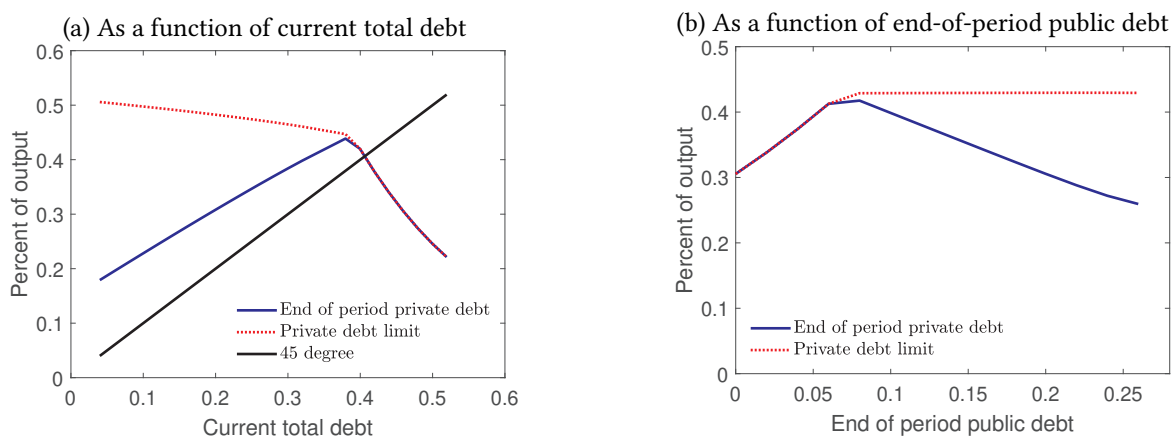 (a) As a function of current total debt
0.6
0.5
0.4
0.3
0.2
0.1
0
Percent of output
End of period private debt
Private debt limit
45 degree
0 0.1 0.2 0.3 0.4 0.5 0.6
Current total debt
(b) As a function of end-of-period public debt
0.5
0.4
0.3
0.2
0.1
0
Percent of output
End of period private debt
Private debt limit
0 0.05 0.1 0.15 0.2 0.25
End of period public debt